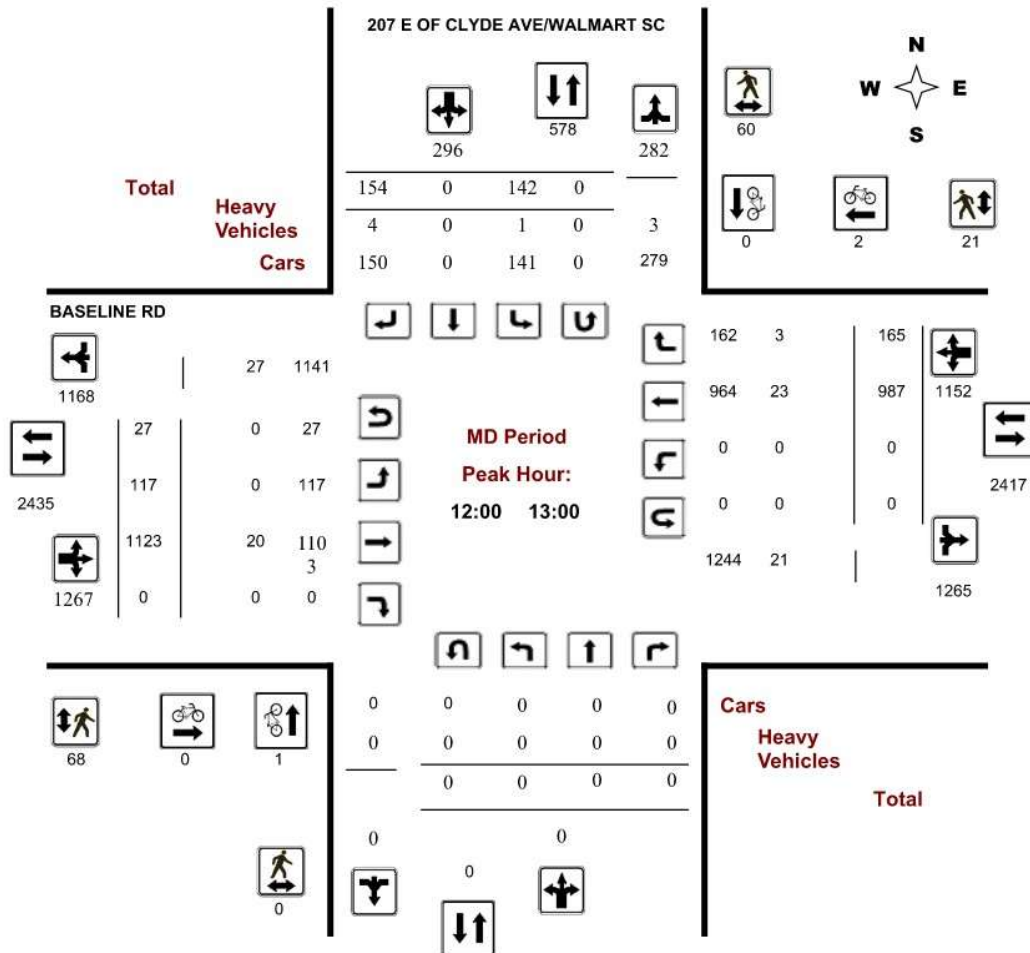 207 E OF CLYDE AVE/WALMART SC
N
W E
S
296 578 282 60
Total 154 0 142 0
Heavy
Vehicles 4 0 1 0 3
Cars 150 0 141 0 279
0 2 21
BASELINE RD
1168 27 1141
162 3 165
964 23 987 1152
27 0 27
0 0 0
2435 117 0 117
0 0 0
2417
1267 1123 20 110
3
0 0 0
1244 21 1265
MD Period
Peak Hour:
12:00 13:00
68 0 1
0 0 0 0 0 Cars
0 0 0 0 0 Heavy
Vehicles
0 0 0 0 Total
0 0
0
0